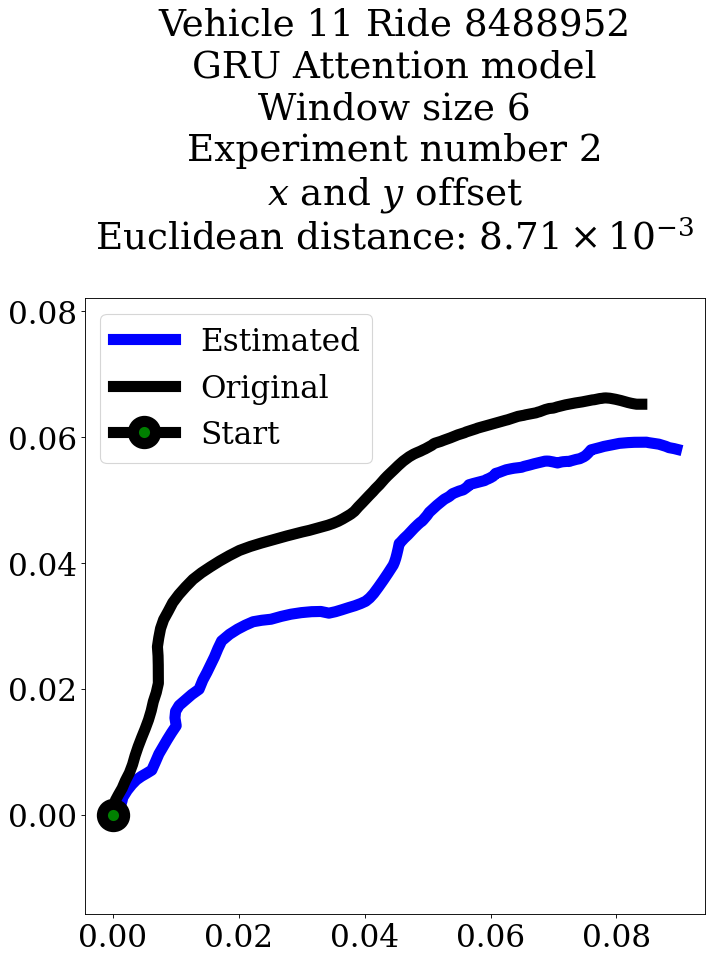 Vehicle 11 Ride 8488952
GRU Attention model
Window size 6
Experiment number 2
x and y offset
Euclidean distance: 8.71 × 10⁻³
0.08
Estimated
Original
0.06
Start
0.04
0.02
0.00
0.00 0.02 0.04 0.06 0.08